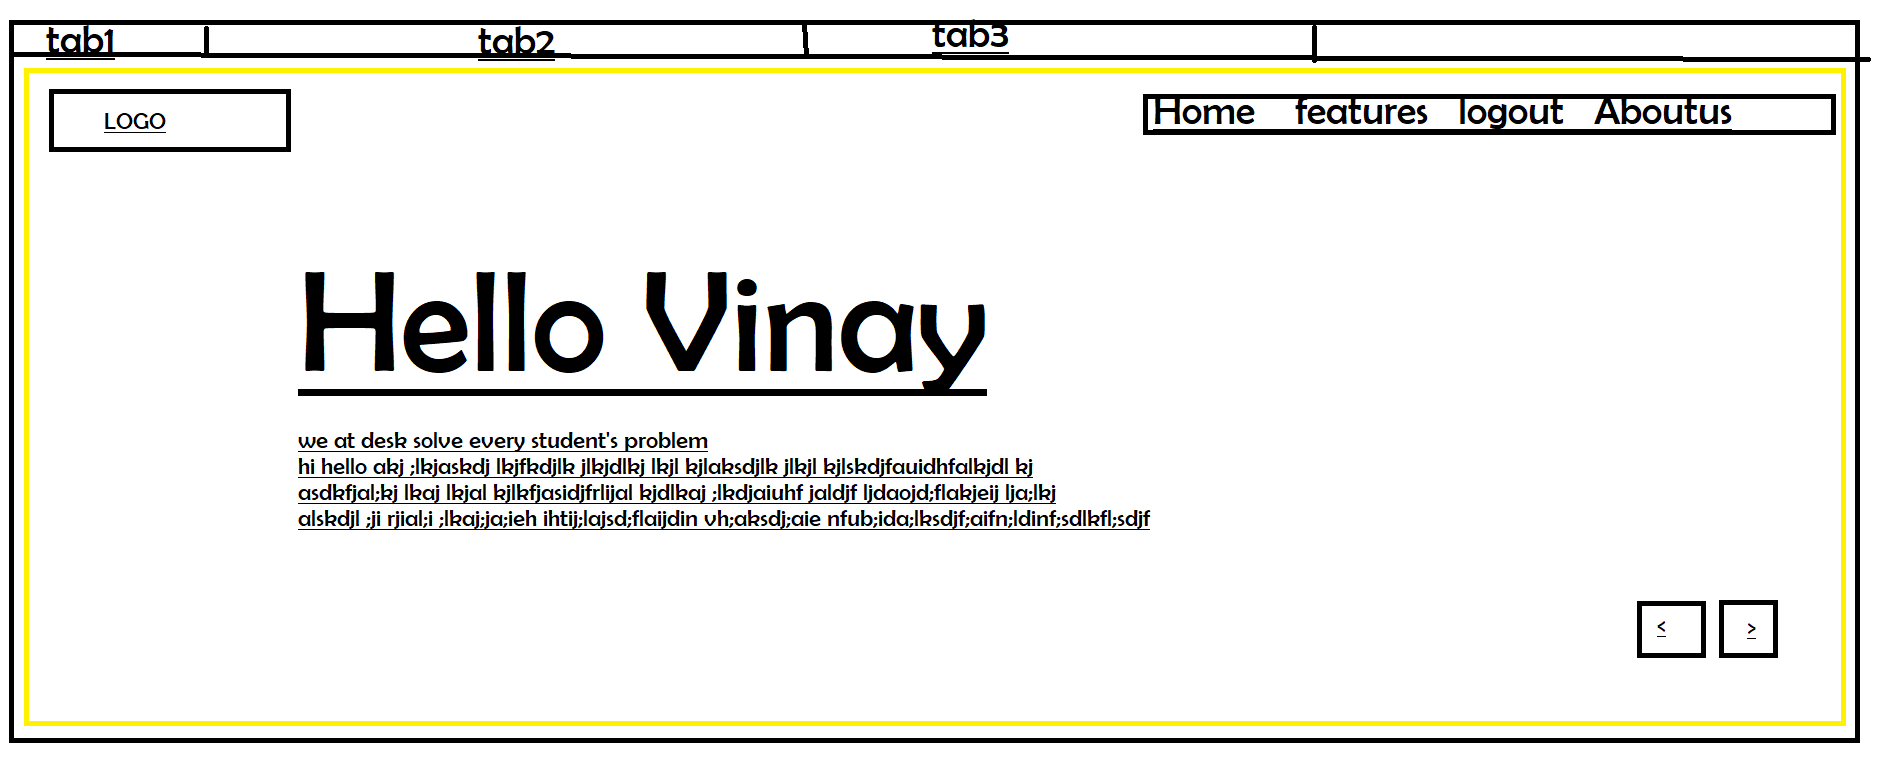 tab1 tab2 tab3
LOGO
Home features logout Aboutus
Hello Vinay
we at desk solve every student's problem
hi hello akj ;lkjaskdj lkjfkdjlk jlkjdlkj lkjl kjlaksdjlk jlkjl kjlskdjfauidhfalkjdl kj
asdkfjal;kj lkaj lkjal kjlkfjasidjfrlijal kjdlkaj ;lkdjaiuhf jaldjf ljdaojd;flakjeij lja;lkj
alskdjl ;ji rjial;i ;lkaj;ja;ieh ihtij;lajsd;flaijdin vh;aksdj;aie nfub;ida;lksdjf;aifn;ldinf;sdlkfl;sdjf
< >